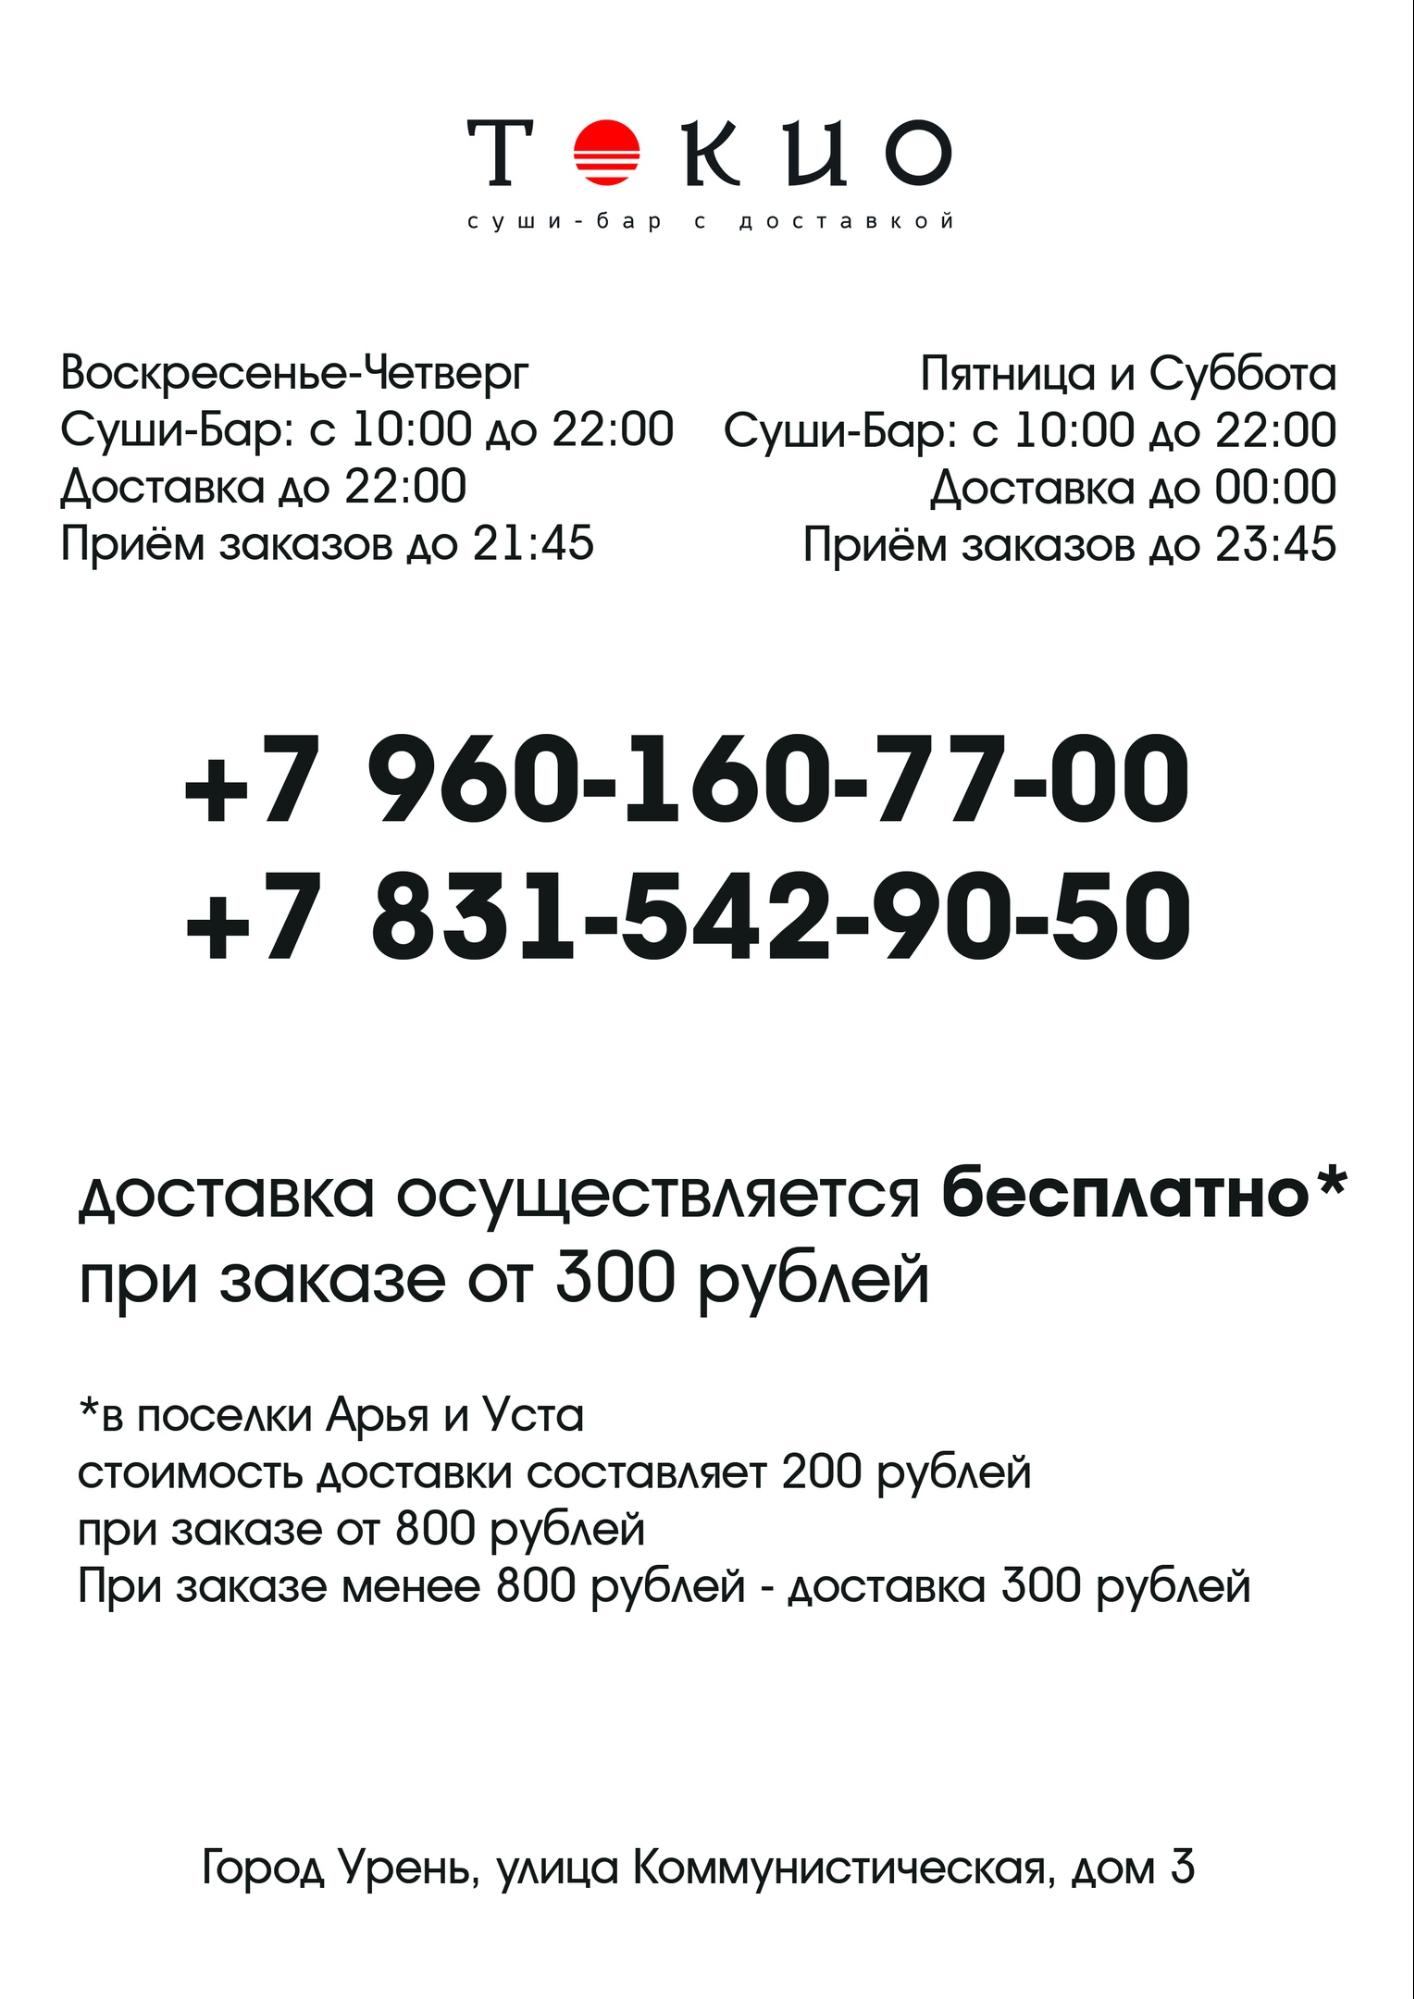 ТОКИО
суши-бар с доставкой
Воскресенье-Четверг
Суши-Бар: с 10:00 до 22:00
Доставка до 22:00
Приём заказов до 21:45
Пятница и Суббота
Суши-Бар: с 10:00 до 22:00
Доставка до 00:00
Приём заказов до 23:45
+7 960-160-77-00
+7 831-542-90-50
доставка осуществляется бесплатно*
при заказе от 300 рублей
*в поселки Арья и Уста
стоимость доставки составляет 200 рублей
при заказе от 800 рублей
При заказе менее 800 рублей - доставка 300 рублей
Город Урень, улица Коммунистическая, дом 3